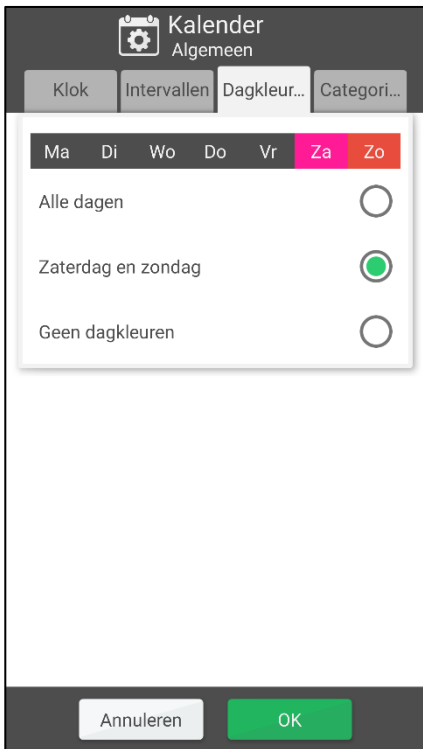 Kalender
Algemeen
Klok Intervallen Dagkleur... Categori...
Ma Di Wo Do Vr Za Zo
Alle dagen
Zaterdag en zondag
Geen dagkleuren
Annuleren OK